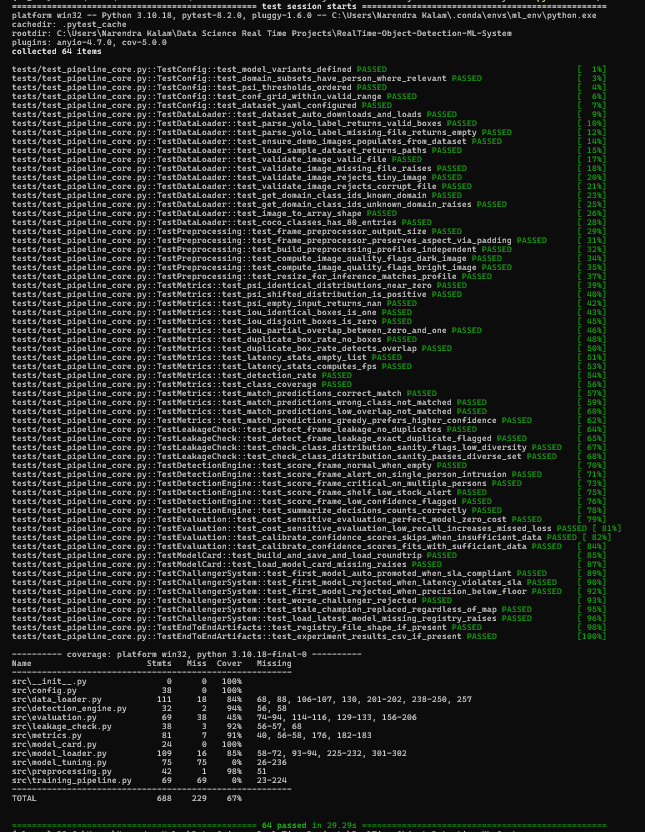 ============================================== test session starts ==============================================
platform win32 -- Python 3.10.18, pytest-8.2.0, pluggy-1.6.0 -- C:\Users\Narendra Kalam\.conda\envs\ml_env\python.exe
cachedir: .pytest_cache
rootdir: C:\Users\Narendra Kalam\Data Science Real Time Projects\RealTime-Object-Detection-ML-System
plugins: anyio-4.7.0, cov-5.0.0
collected 64 items
tests/test_pipeline_core.py::TestConfig::test_model_variants_defined PASSED [ 1%]
tests/test_pipeline_core.py::TestConfig::test_domain_subsets_have_person_where_relevant PASSED [ 3%]
tests/test_pipeline_core.py::TestConfig::test_psi_thresholds_ordered PASSED [ 4%]
tests/test_pipeline_core.py::TestConfig::test_conf_grid_within_valid_range PASSED [ 6%]
tests/test_pipeline_core.py::TestConfig::test_dataset_yaml_configured PASSED [ 7%]
tests/test_pipeline_core.py::TestDataLoader::test_dataset_auto_downloads_and_loads PASSED [ 9%]
tests/test_pipeline_core.py::TestDataLoader::test_parse_yolo_label_returns_valid_boxes PASSED [ 10%]
tests/test_pipeline_core.py::TestDataLoader::test_parse_yolo_label_missing_file_returns_empty PASSED [ 12%]
tests/test_pipeline_core.py::TestDataLoader::test_ensure_demo_images_populates_from_dataset PASSED [ 14%]
tests/test_pipeline_core.py::TestDataLoader::test_load_sample_dataset_returns_paths PASSED [ 15%]
tests/test_pipeline_core.py::TestDataLoader::test_validate_image_valid_file PASSED [ 17%]
tests/test_pipeline_core.py::TestDataLoader::test_validate_image_missing_file_raises PASSED [ 18%]
tests/test_pipeline_core.py::TestDataLoader::test_validate_image_rejects_tiny_image PASSED [ 20%]
tests/test_pipeline_core.py::TestDataLoader::test_validate_image_rejects_corrupt_file PASSED [ 21%]
tests/test_pipeline_core.py::TestDataLoader::test_get_domain_class_ids_known_domain PASSED [ 23%]
tests/test_pipeline_core.py::TestDataLoader::test_get_domain_class_ids_unknown_domain_raises PASSED [ 25%]
tests/test_pipeline_core.py::TestDataLoader::test_image_to_array_shape PASSED [ 26%]
tests/test_pipeline_core.py::TestDataLoader::test_coco_classes_has_80_entries PASSED [ 28%]
tests/test_pipeline_core.py::TestPreprocessing::test_frame_preprocessor_output_size PASSED [ 29%]
tests/test_pipeline_core.py::TestPreprocessing::test_frame_preprocessor_preserves_aspect_via_padding PASSED [ 31%]
tests/test_pipeline_core.py::TestPreprocessing::test_build_preprocessing_profiles_independent PASSED [ 32%]
tests/test_pipeline_core.py::TestPreprocessing::test_compute_image_quality_flags_dark_image PASSED [ 34%]
tests/test_pipeline_core.py::TestPreprocessing::test_compute_image_quality_flags_bright_image PASSED [ 35%]
tests/test_pipeline_core.py::TestPreprocessing::test_resize_for_inference_matches_profile PASSED [ 37%]
tests/test_pipeline_core.py::TestMetrics::test_psi_identical_distributions_near_zero PASSED [ 39%]
tests/test_pipeline_core.py::TestMetrics::test_psi_shifted_distribution_is_positive PASSED [ 40%]
tests/test_pipeline_core.py::TestMetrics::test_psi_empty_input_returns_nan PASSED [ 42%]
tests/test_pipeline_core.py::TestMetrics::test_iou_identical_boxes_is_one PASSED [ 43%]
tests/test_pipeline_core.py::TestMetrics::test_iou_disjoint_boxes_is_zero PASSED [ 45%]
tests/test_pipeline_core.py::TestMetrics::test_iou_partial_overlap_between_zero_and_one PASSED [ 46%]
tests/test_pipeline_core.py::TestMetrics::test_duplicate_box_rate_no_boxes PASSED [ 48%]
tests/test_pipeline_core.py::TestMetrics::test_duplicate_box_rate_detects_overlap PASSED [ 50%]
tests/test_pipeline_core.py::TestMetrics::test_latency_stats_empty_list PASSED [ 51%]
tests/test_pipeline_core.py::TestMetrics::test_latency_stats_computes_fps PASSED [ 53%]
tests/test_pipeline_core.py::TestMetrics::test_detection_rate PASSED [ 54%]
tests/test_pipeline_core.py::TestMetrics::test_class_coverage PASSED [ 56%]
tests/test_pipeline_core.py::TestMetrics::test_match_predictions_correct_match PASSED [ 57%]
tests/test_pipeline_core.py::TestMetrics::test_match_predictions_wrong_class_not_matched PASSED [ 59%]
tests/test_pipeline_core.py::TestMetrics::test_match_predictions_low_overlap_not_matched PASSED [ 60%]
tests/test_pipeline_core.py::TestMetrics::test_match_predictions_greedy_prefers_higher_confidence PASSED [ 62%]
tests/test_pipeline_core.py::TestLeakageCheck::test_detect_frame_leakage_no_duplicates PASSED [ 64%]
tests/test_pipeline_core.py::TestLeakageCheck::test_detect_frame_leakage_exact_duplicate_flagged PASSED [ 65%]
tests/test_pipeline_core.py::TestLeakageCheck::test_check_class_distribution_sanity_flags_low_diversity PASSED [ 67%]
tests/test_pipeline_core.py::TestLeakageCheck::test_check_class_distribution_sanity_passes_diverse_set PASSED [ 68%]
tests/test_pipeline_core.py::TestDetectionEngine::test_score_frame_normal_when_empty PASSED [ 70%]
tests/test_pipeline_core.py::TestDetectionEngine::test_score_frame_alert_on_single_person_intrusion PASSED [ 71%]
tests/test_pipeline_core.py::TestDetectionEngine::test_score_frame_critical_on_multiple_persons PASSED [ 73%]
tests/test_pipeline_core.py::TestDetectionEngine::test_score_frame_shelf_low_stock_alert PASSED [ 75%]
tests/test_pipeline_core.py::TestDetectionEngine::test_score_frame_low_confidence_flagged PASSED [ 76%]
tests/test_pipeline_core.py::TestDetectionEngine::test_summarize_decisions_counts_correctly PASSED [ 78%]
tests/test_pipeline_core.py::TestEvaluation::test_cost_sensitive_evaluation_perfect_model_zero_cost PASSED [ 79%]
tests/test_pipeline_core.py::TestEvaluation::test_cost_sensitive_evaluation_low_recall_increases_missed_loss PASSED [ 81%]
tests/test_pipeline_core.py::TestEvaluation::test_calibrate_confidence_scores_skips_when_insufficient_data PASSED [ 82%]
tests/test_pipeline_core.py::TestEvaluation::test_calibrate_confidence_scores_fits_with_sufficient_data PASSED [ 84%]
tests/test_pipeline_core.py::TestModelCard::test_build_and_save_and_load_roundtrip PASSED [ 85%]
tests/test_pipeline_core.py::TestModelCard::test_load_model_card_missing_raises PASSED [ 87%]
tests/test_pipeline_core.py::TestChallengerSystem::test_first_model_auto_promoted_when_sla_compliant PASSED [ 89%]
tests/test_pipeline_core.py::TestChallengerSystem::test_first_model_rejected_when_latency_violates_sla PASSED [ 90%]
tests/test_pipeline_core.py::TestChallengerSystem::test_first_model_rejected_when_precision_below_floor PASSED [ 92%]
tests/test_pipeline_core.py::TestChallengerSystem::test_worse_challenger_rejected PASSED [ 93%]
tests/test_pipeline_core.py::TestChallengerSystem::test_stale_champion_replaced_regardless_of_map PASSED [ 95%]
tests/test_pipeline_core.py::TestChallengerSystem::test_load_latest_model_missing_registry_raises PASSED [ 96%]
tests/test_pipeline_core.py::TestEndToEndArtifacts::test_registry_file_shape_if_present PASSED [ 98%]
tests/test_pipeline_core.py::TestEndToEndArtifacts::test_experiment_results_csv_if_present PASSED [100%]
---------- coverage: platform win32, python 3.10.18-final-0 ----------
Name Stmts Miss Cover Missing
----------------------------------------------------------
src\__init__.py 0 0 100%
src\config.py 38 0 100%
src\data_loader.py 111 18 84% 68, 88, 106-107, 130, 201-202, 238-250, 257
src\detection_engine.py 32 2 94% 56, 58
src\evaluation.py 69 38 45% 74-94, 114-116, 129-133, 156-206
src\leakage_check.py 38 3 92% 56-57, 68
src\metrics.py 81 7 91% 40, 56-58, 176, 182-183
src\model_card.py 24 0 100%
src\model_loader.py 109 16 85% 58-72, 93-94, 225-232, 301-302
src\model_tuning.py 75 75 0% 26-236
src\preprocessing.py 42 1 98% 51
src\training_pipeline.py 69 69 0% 23-224
----------------------------------------------------------
TOTAL 688 229 67%
============================================== 64 passed in 29.29s ==============================================